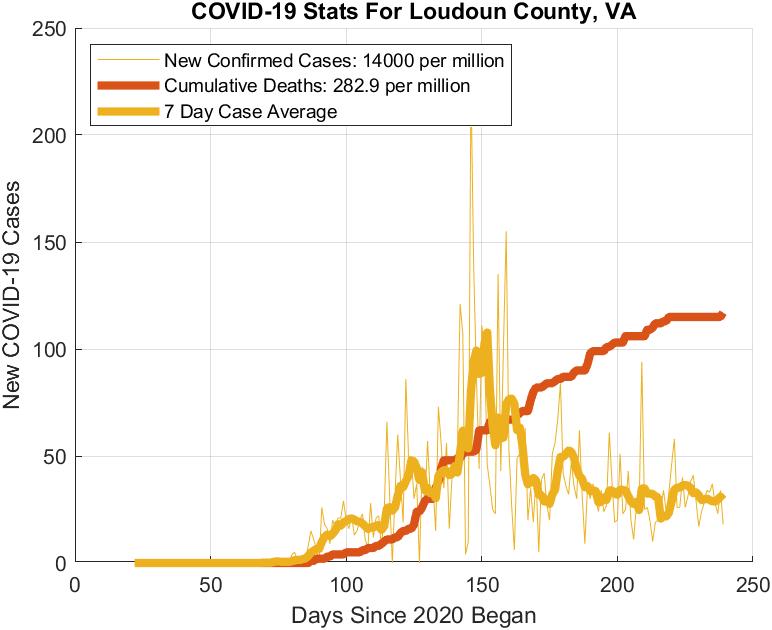 COVID-19 Stats For Loudoun County, VA
250
New Confirmed Cases: 14000 per million
Cumulative Deaths: 282.9 per million
7 Day Case Average
200
150
100
50
0
New COVID-19 Cases
0 50 100 150 200 250
Days Since 2020 Began